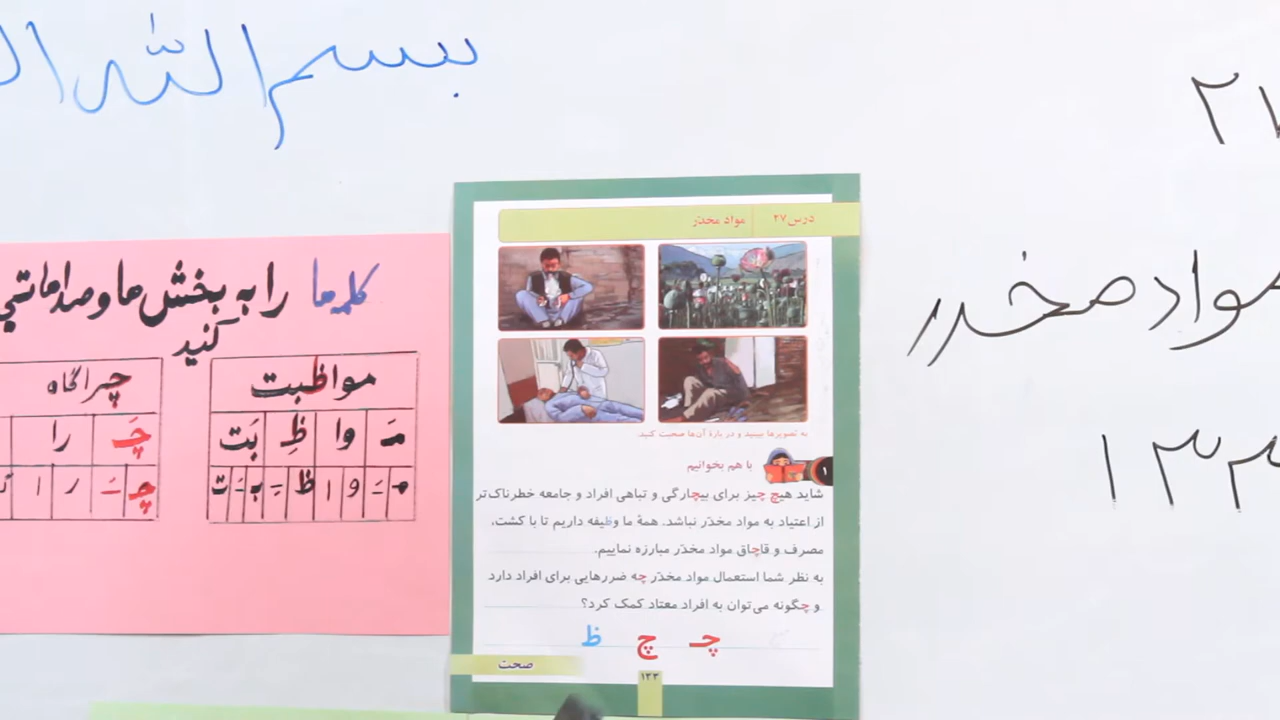 بسم الله ال
۲۷
مواد مخدر
۱۳۳
درس ۲۷ مواد مخدّر
به تصویرها ببینید و در بارهٔ آن‌ها صحبت کنید.
با هم بخوانیم
شاید هیچ چیز برای بیچارگی و تباهی افراد و جامعه خطرناک‌تر
از اعتیاد به مواد مخدّر نباشد. همهٔ ما وظیفه داریم تا با کشت،
مصرف و قاچاق مواد مخدّر مبارزه نماییم.
به نظر شما استعمال مواد مخدّر چه ضررهایی برای افراد دارد
و چگونه می‌توان به افراد معتاد کمک کرد؟
چـ چ ظ
صحت
۱۳۳
کلمه ها را به بخش ها و صداها
کنید
مواظبت
مَـ وا ظِ بَت
مـ ـَ و ا ظ ـِ بـ ـَ ت
چراگاه
چَـ را
چـ ـَ ر ا